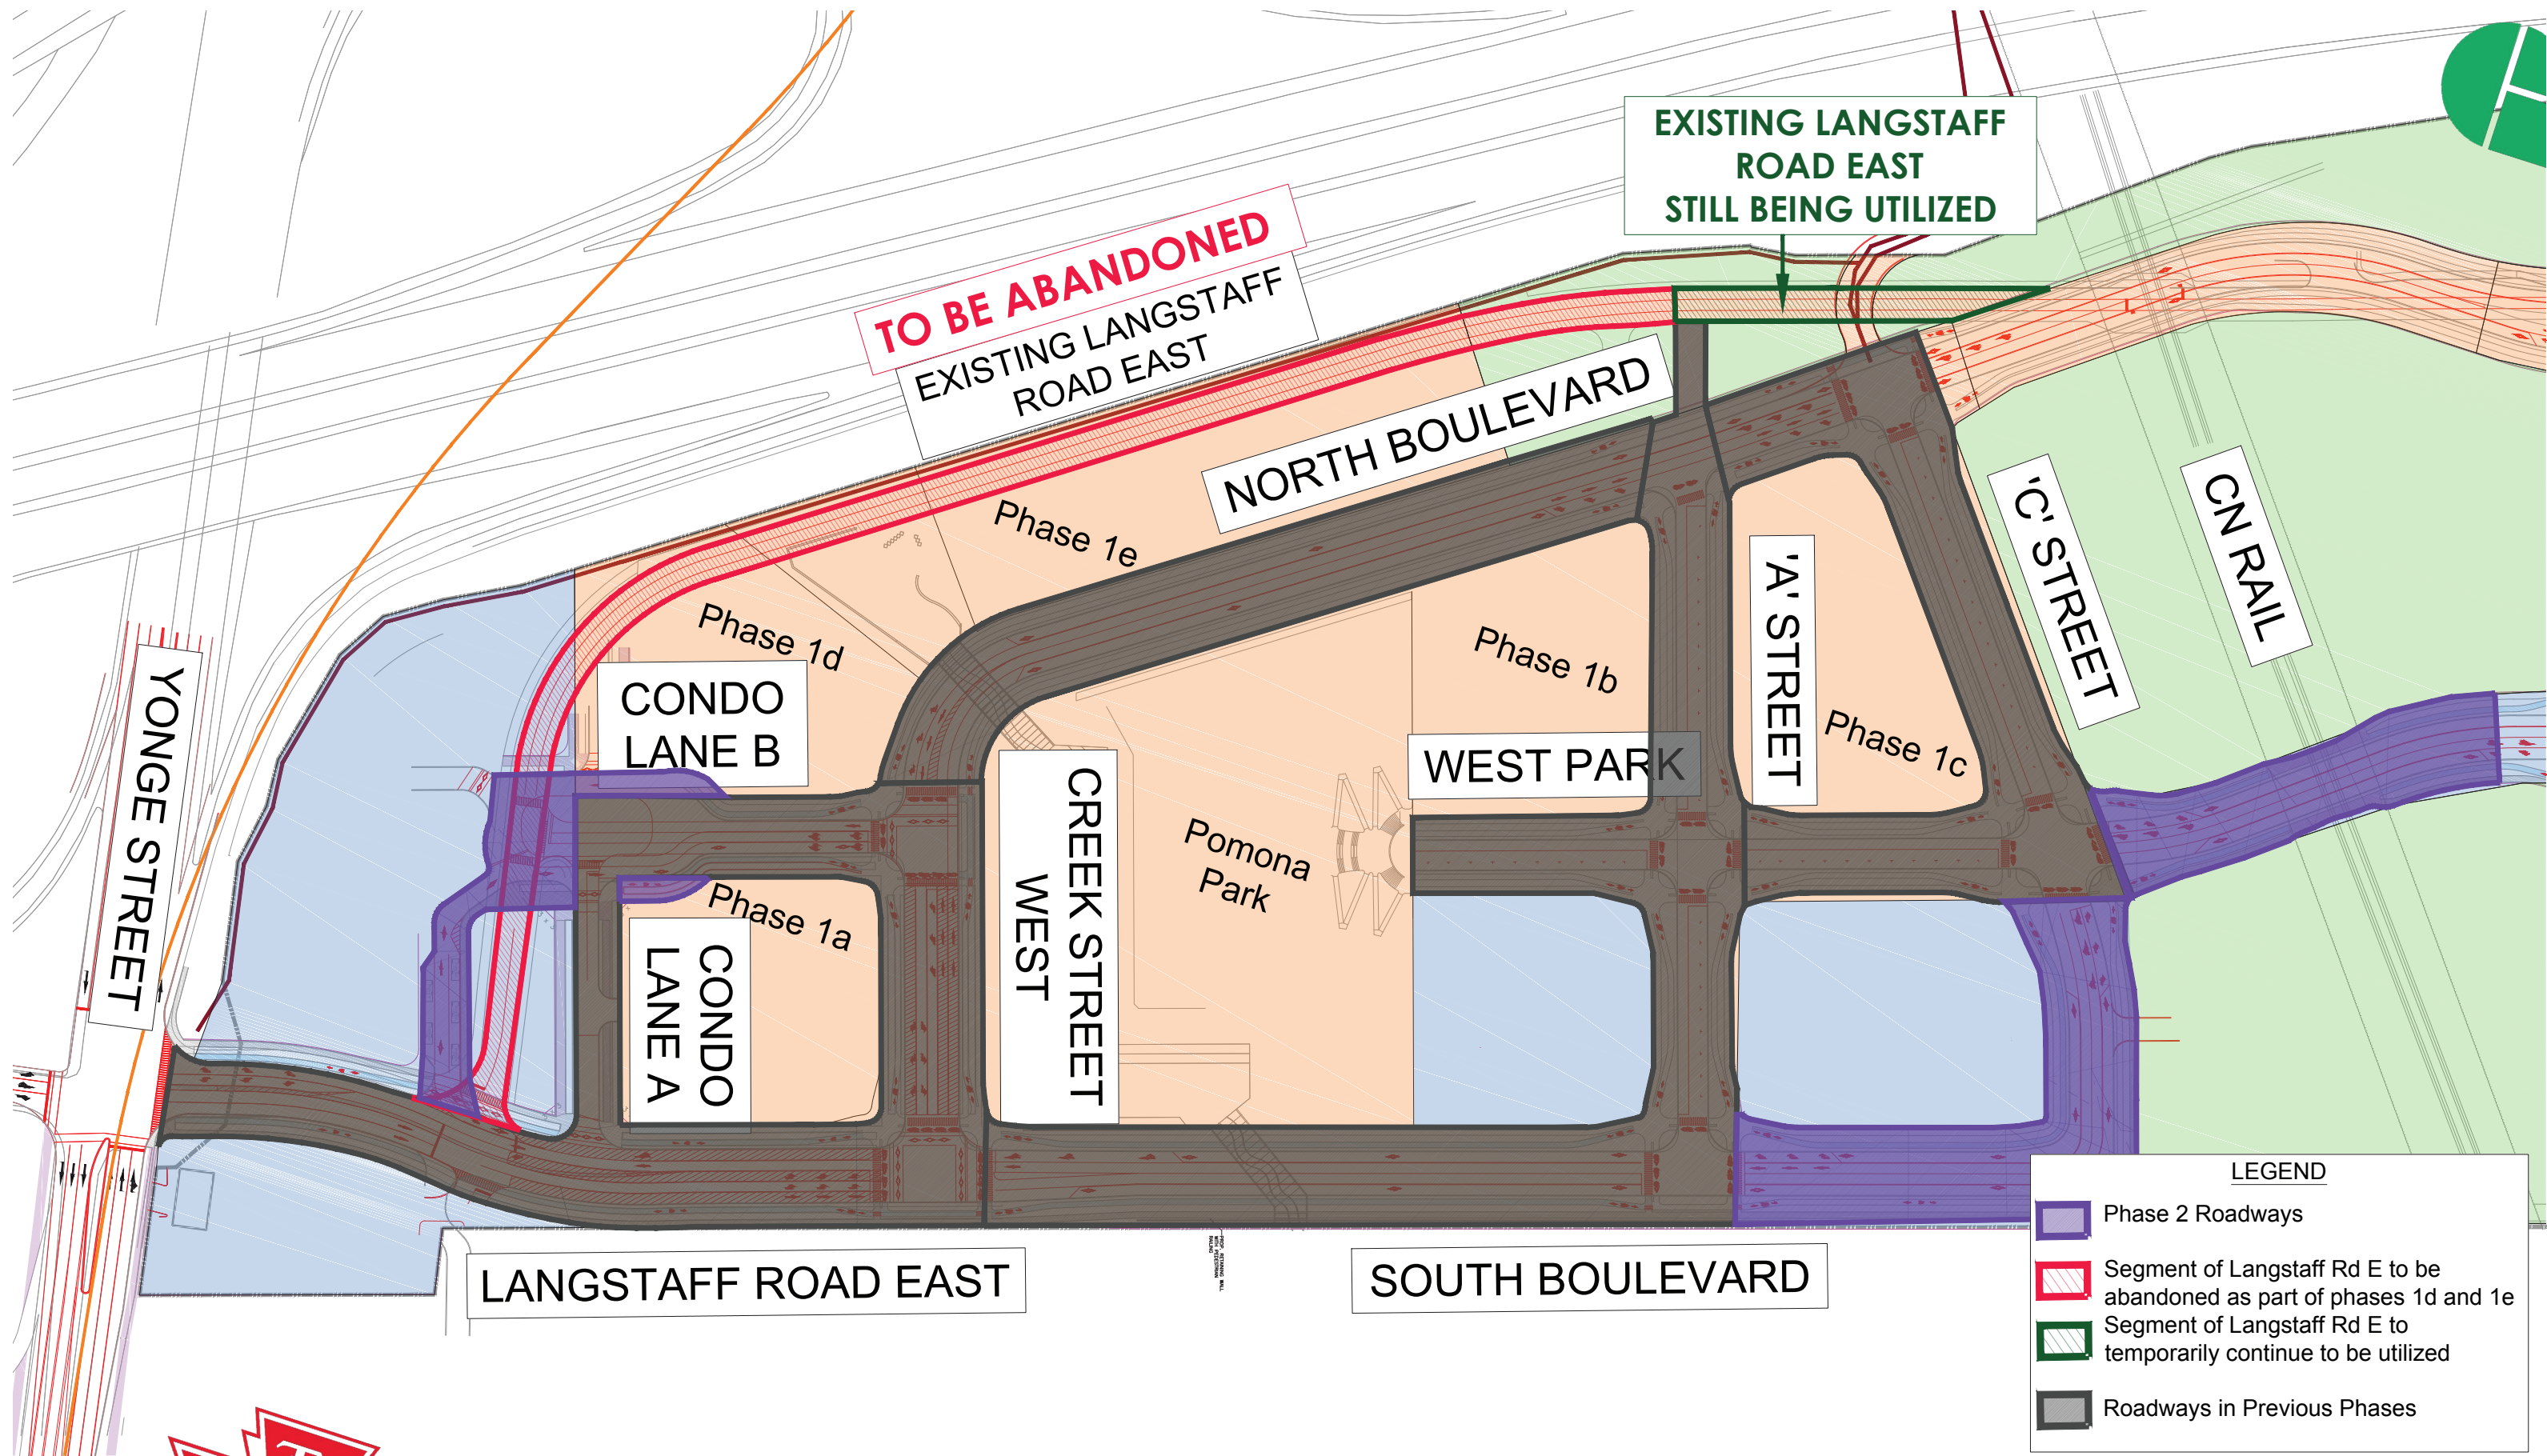 EXISTING LANGSTAFF
ROAD EAST
STILL BEING UTILIZED
TO BE ABANDONED
EXISTING LANGSTAFF
ROAD EAST
NORTH BOULEVARD
Phase 1e
'C' STREET
CN RAIL
'A' STREET
Phase 1d
Phase 1b
YONGE STREET
CONDO
LANE B
WEST PARK
Phase 1c
CREEK STREET
WEST
Pomona
Park
Phase 1a
CONDO
LANE A
LANGSTAFF ROAD EAST
SOUTH BOULEVARD
LEGEND
Phase 2 Roadways
Segment of Langstaff Rd E to be
abandoned as part of phases 1d and 1e
Segment of Langstaff Rd E to
temporarily continue to be utilized
Roadways in Previous Phases